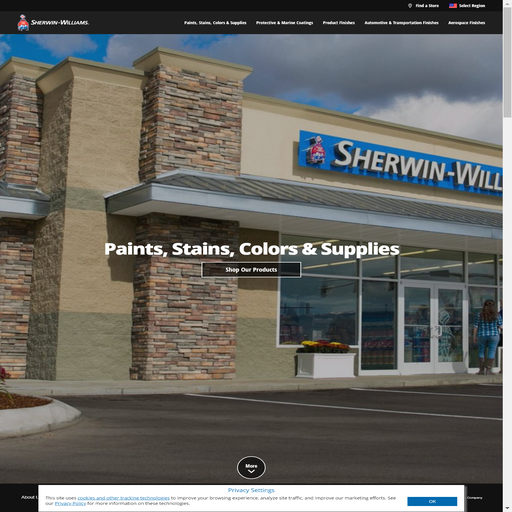 Find a Store
Select Region
SHERWIN-WILLIAMS.
Paints, Stains, Colors & Supplies
Protective & Marine Coatings
Product Finishes
Automotive & Transportation Finishes
Aerospace Finishes
SHERWIN-WILLI
Paints, Stains, Colors & Supplies
Shop Our Products
More
About
Company
Privacy Settings
This site uses cookies and other tracking technologies to improve your browsing experience, analyze site traffic, and improve our marketing efforts. See
our Privacy Policy for more information on these technologies.
OK